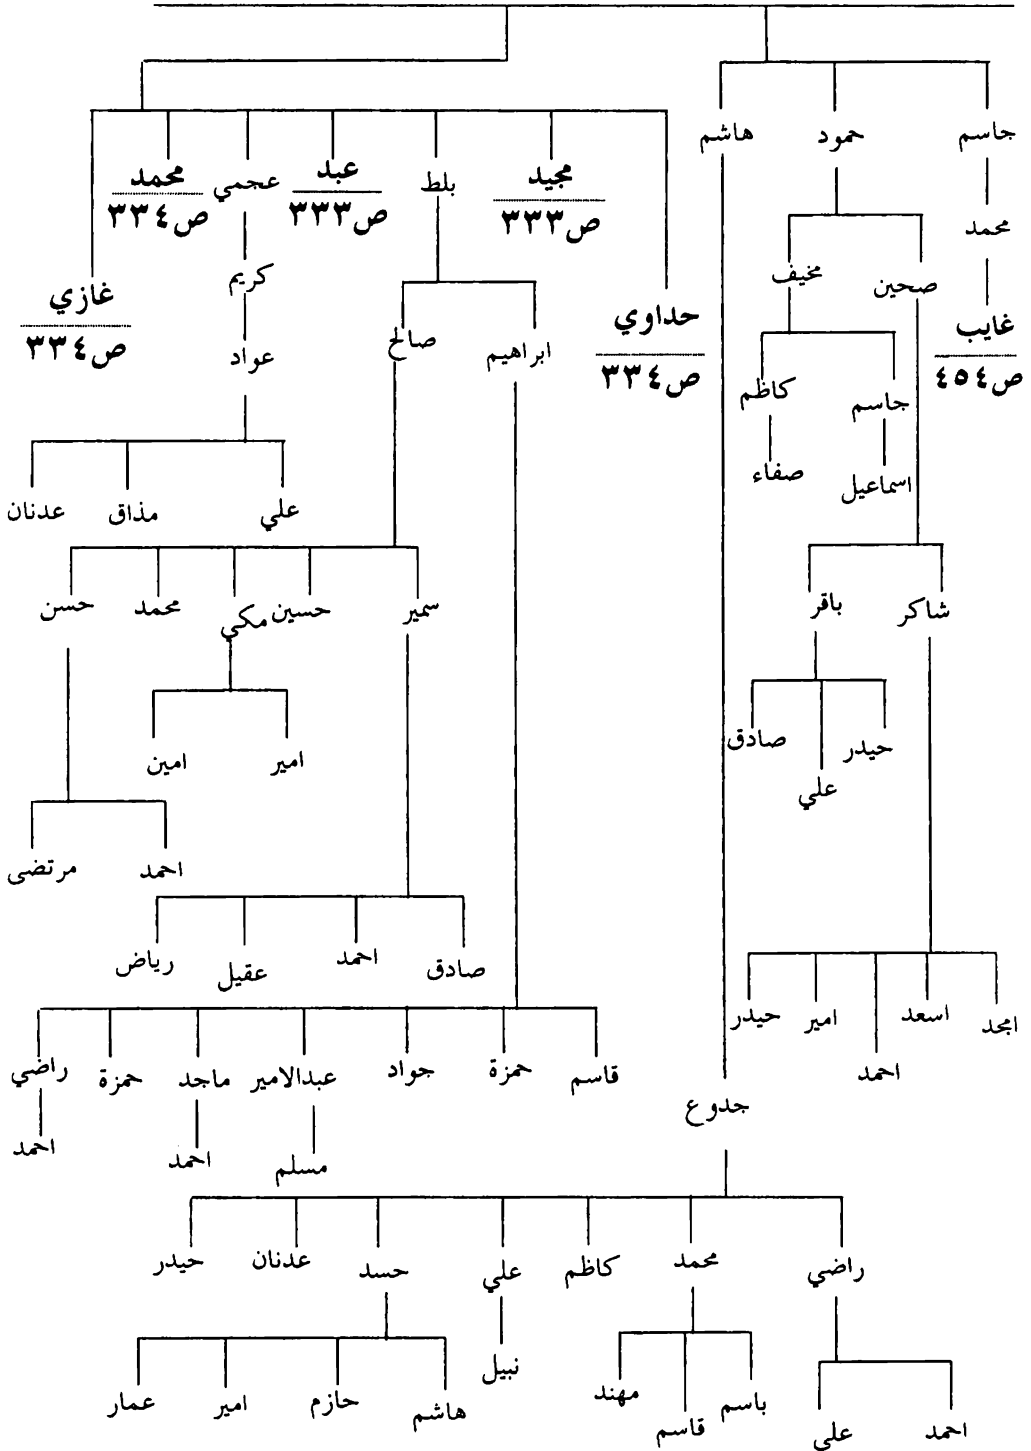 جاسم حمود هاشم
مجيد بلط عبد عجمي محمد
ص٣٣٣ ص٣٣٣ ص٣٣٤
محمد
صحين مخيف كريم
غايب حداوي غازي
ص٤٥٤ ص٣٣٤ ص٣٣٤
ابراهيم صالح عواد
جاسم كاظم
اسماعيل صفاء
علي مذاق عدنان
شاكر باقر سمير حسين مكي محمد حسن
حيدر علي صادق امير امين
احمد مرتضى
صادق احمد عقيل رياض
امجد اسعد احمد امير حيدر
قاسم حمزة جواد عبدالامير ماجد حمزة راضي
جدوع
مسلم احمد احمد
راضي محمد كاظم علي حسد عدنان حيدر
احمد علي باسم قاسم مهند نبيل هاشم حازم امير عمار